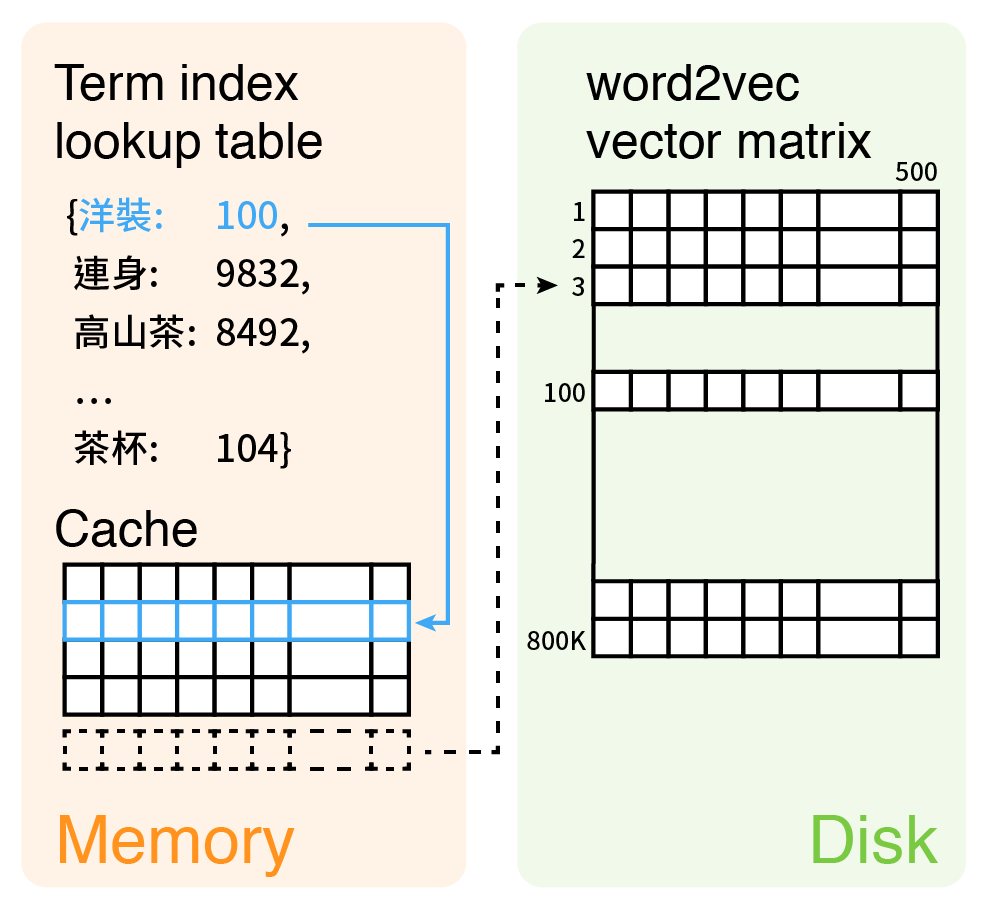 Term index
lookup table
{洋裝: 100,
連身: 9832,
高山茶: 8492,
...
茶杯: 104}
Cache
Memory
word2vec
vector matrix
500
1
2
3
100
800K
Disk